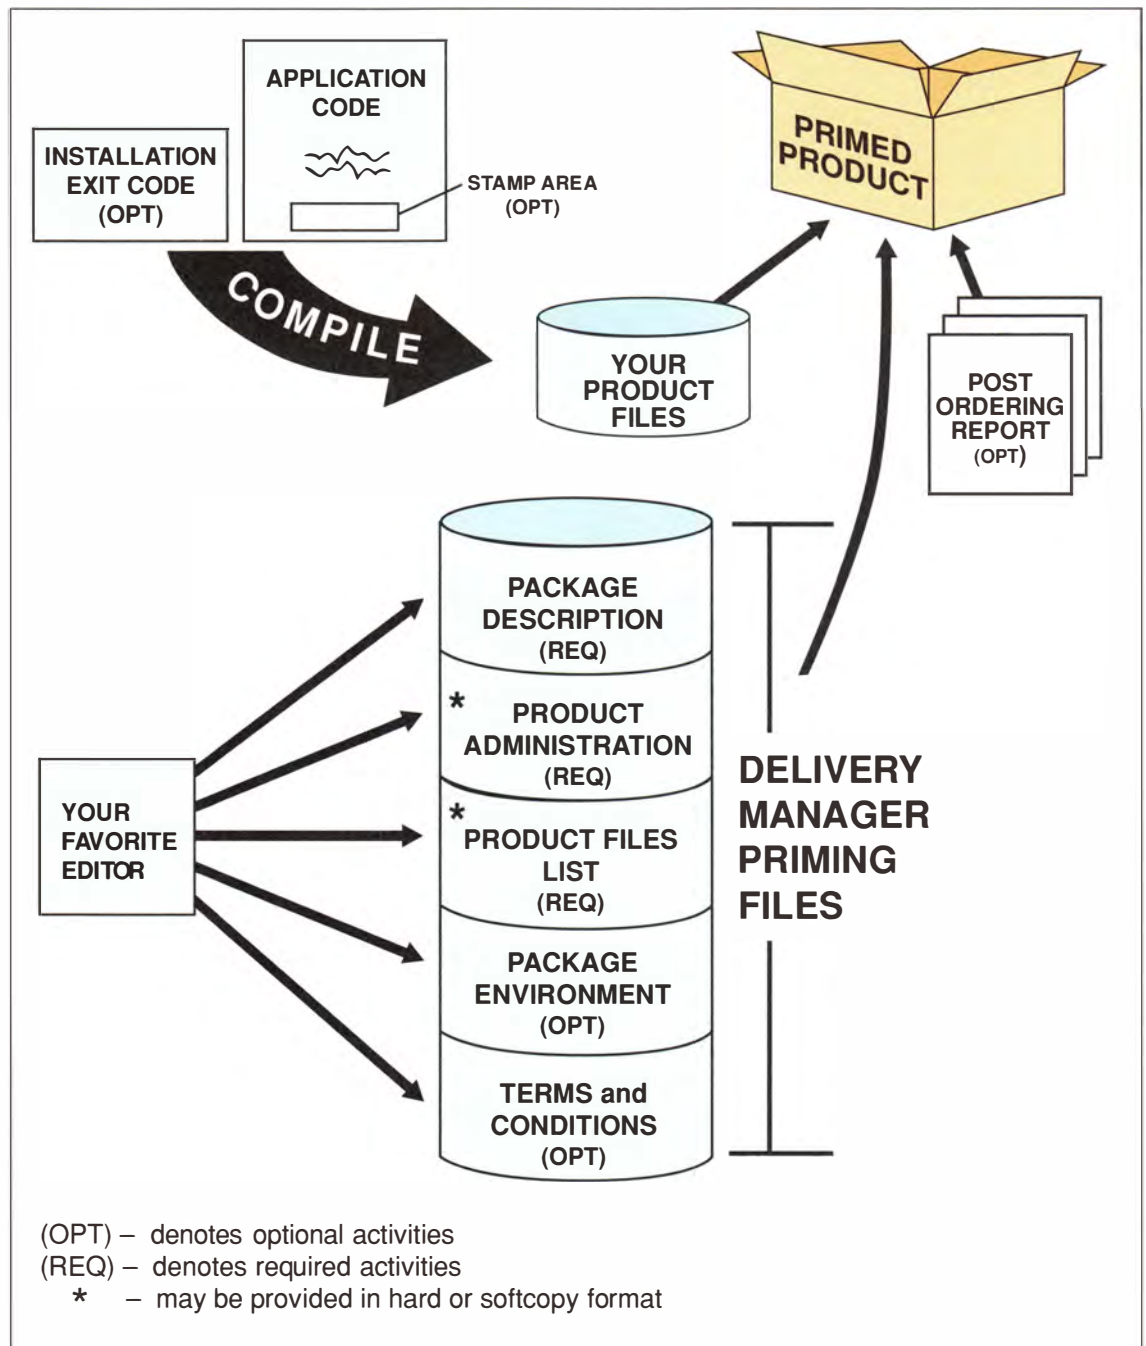 APPLICATION
CODE
INSTALLATION
EXIT CODE
(OPT)
STAMP AREA
(OPT)
COMPILE
PRIMED
PRODUCT
YOUR
PRODUCT
FILES
POST
ORDERING
REPORT
(OPT)
PACKAGE
DESCRIPTION
(REQ)
* PRODUCT
ADMINISTRATION
(REQ)
* PRODUCT FILES
LIST
(REQ)
PACKAGE
ENVIRONMENT
(OPT)
TERMS and
CONDITIONS
(OPT)
YOUR
FAVORITE
EDITOR
DELIVERY
MANAGER
PRIMING
FILES
(OPT) – denotes optional activities
(REQ) – denotes required activities
* – may be provided in hard or softcopy format